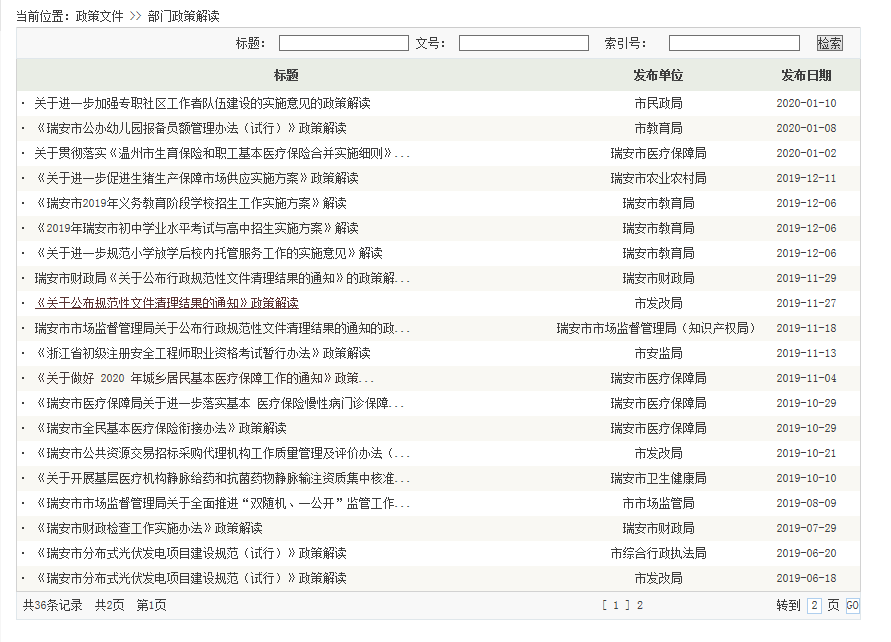 当前位置: 政策文件 >> 部门政策解读
标题： 文号： 索引号： 检索
标题 发布单位 发布日期
· 关于进一步加强专职社区工作者队伍建设的实施意见的政策解读 市民政局 2020-01-10
· 《瑞安市公办幼儿园报备员额管理办法（试行）》政策解读 市教育局 2020-01-08
· 关于贯彻落实《温州市生育保险和职工基本医疗保险合并实施细则》... 瑞安市医疗保障局 2020-01-02
· 《关于进一步促进生猪生产保障市场供应实施方案》政策解读 瑞安市农业农村局 2019-12-11
· 《瑞安市2019年义务教育阶段学校招生工作实施方案》解读 瑞安市教育局 2019-12-06
· 《2019年瑞安市初中学业水平考试与高中招生实施方案》解读 瑞安市教育局 2019-12-06
· 《关于进一步规范小学放学后校内托管服务工作的实施意见》解读 瑞安市教育局 2019-12-06
· 瑞安市财政局《关于公布行政规范性文件清理结果的通知》的政策解... 瑞安市财政局 2019-11-29
· 《关于公布规范性文件清理结果的通知》政策解读 市发改局 2019-11-27
· 瑞安市市场监督管理局关于公布行政规范性文件清理结果的通知的政... 瑞安市市场监督管理局（知识产权局） 2019-11-18
· 《浙江省初级注册安全工程师职业资格考试暂行办法》政策解读 市安监局 2019-11-13
· 《关于做好 2020 年城乡居民基本医疗保障工作的通知》政策... 瑞安市医疗保障局 2019-11-04
· 《瑞安市医疗保障局关于进一步落实基本 医疗保险慢性病门诊保障... 瑞安市医疗保障局 2019-10-29
· 《瑞安市全民基本医疗保险衔接办法》政策解读 瑞安市医疗保障局 2019-10-29
· 《瑞安市公共资源交易招标采购代理机构工作质量管理及评价办法（... 市发改局 2019-10-21
· 《关于开展基层医疗机构静脉给药和抗菌药物静脉输注资质集中核准... 瑞安市卫生健康局 2019-10-10
· 《瑞安市市场监督管理局关于全面推进“双随机、一公开”监管工作... 市市场监管局 2019-08-09
· 《瑞安市财政检查工作实施办法》政策解读 瑞安市财政局 2019-07-29
· 《瑞安市分布式光伏发电项目建设规范（试行）》政策解读 市综合行政执法局 2019-06-20
· 《瑞安市分布式光伏发电项目建设规范（试行）》政策解读 市发改局 2019-06-18
共36条记录 共2页 第1页 [ 1 ] 2 转到 2 页 GO